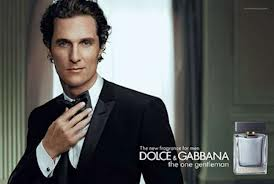 The new fragrance for men
DOLCE & GABBANA
the one gentleman